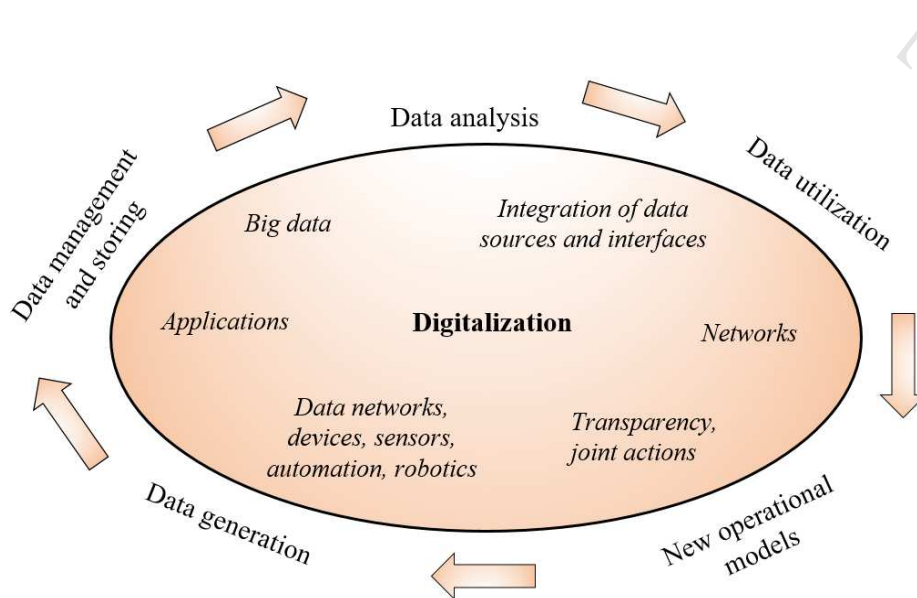 Data analysis
Data utilization
Data management
and storing
Big data
Integration of data
sources and interfaces
Applications
Digitalization
Networks
Data networks,
devices, sensors,
automation, robotics
Transparency,
joint actions
Data generation
New operational
models